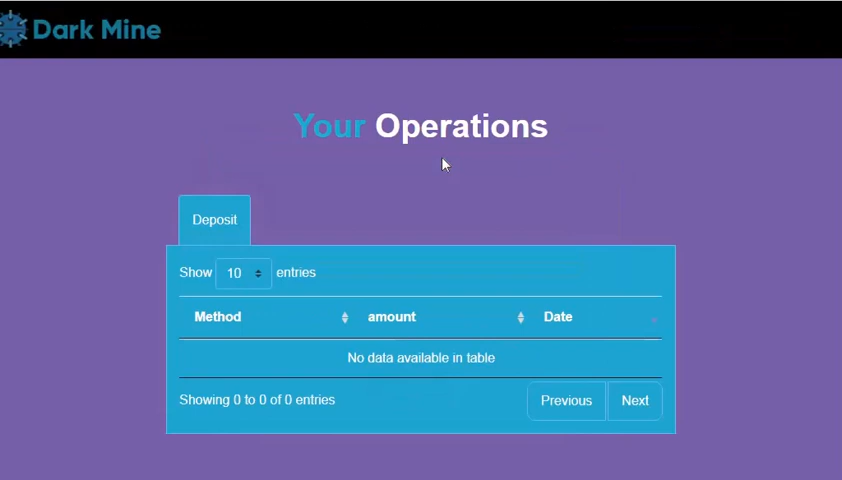 Dark Mine
Your Operations
Deposit
Show 10 entries
Method amount Date
No data available in table
Showing 0 to 0 of 0 entries
Previous Next